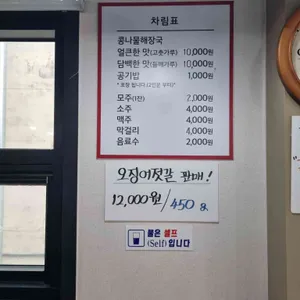 차림표
콩나물해장국
얼큰한 맛(고춧가루) 10,000원
담백한 맛(들깨가루) 10,000원
공기밥 1,000원
모주(1잔) 2,000원
소주 4,000원
맥주 4,000원
막걸리 4,000원
음료수 2,000원
오징어젓갈 판매!
12,000원/450g.
물은 셀프
(Self)입니다